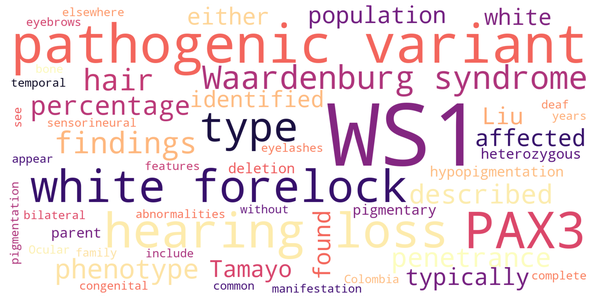 elsewhere
eyebrows
either
population
white
pathogenic variant
temporal
hair
Waardenburg syndrome
percentage
identified
type
WS1
Liu
deaf
years
see
sensorineural
findings
affected
appear
deletion
eyelashes
heterozygous
features
white forelock
hypopigmentation
described
pigmentation
bilateral
abnormalities
without
pigmentary
hearing loss
PAX3
parent
Ocular
family
include
found
penetrance
phenotype
Tamayo
Colombia
typically
complete
congenital
common
manifestation